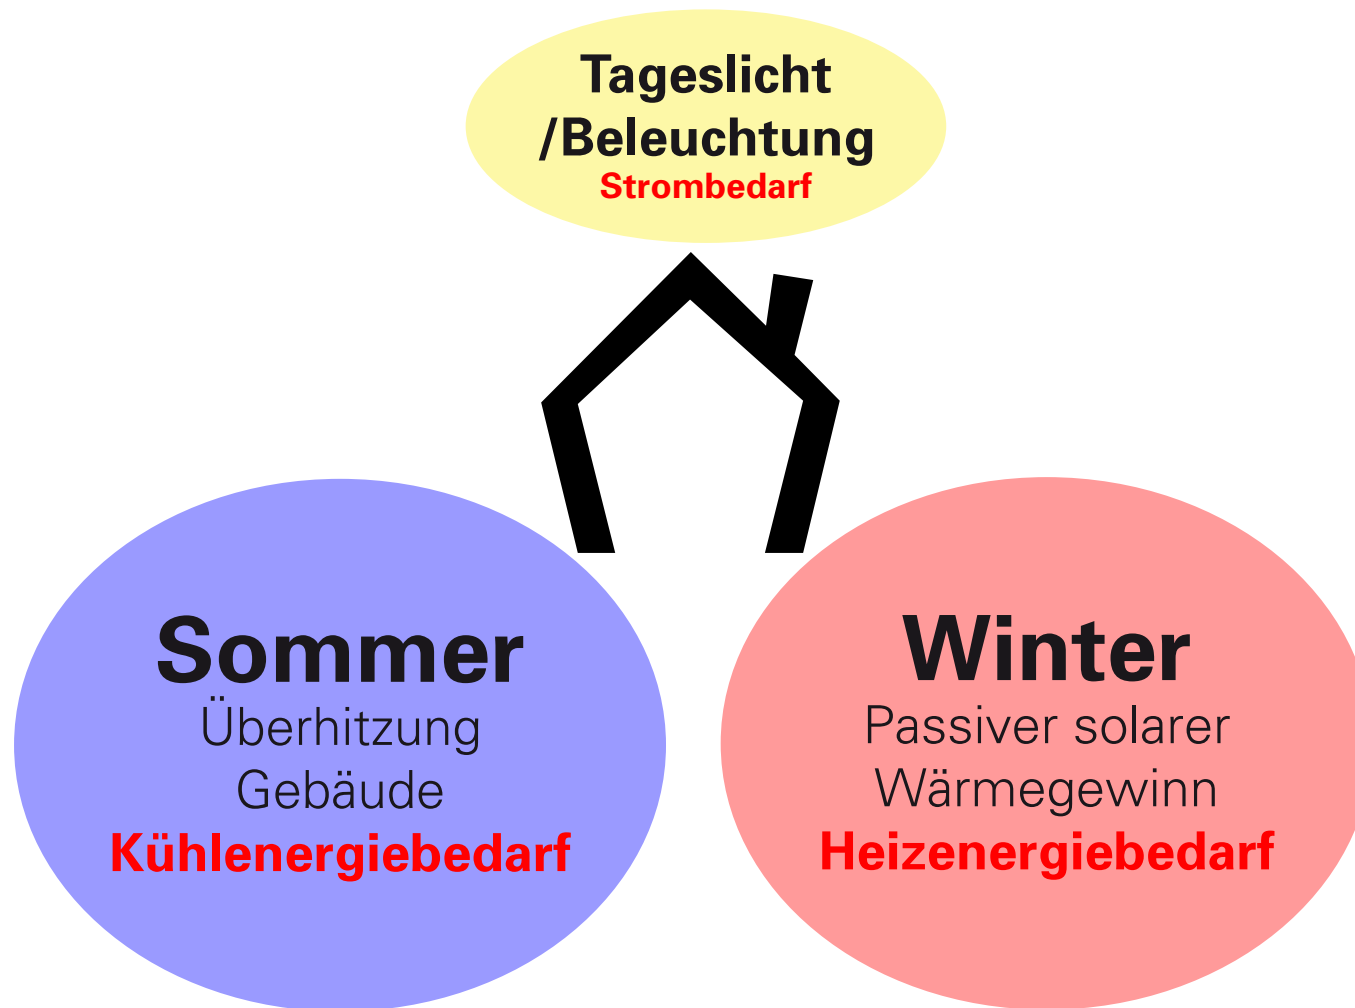 Tageslicht
/Beleuchtung
Strombedarf
Sommer
Überhitzung
Gebäude
Kühlenergiebedarf
Winter
Passiver solarer
Wärmegewinn
Heizenergiebedarf